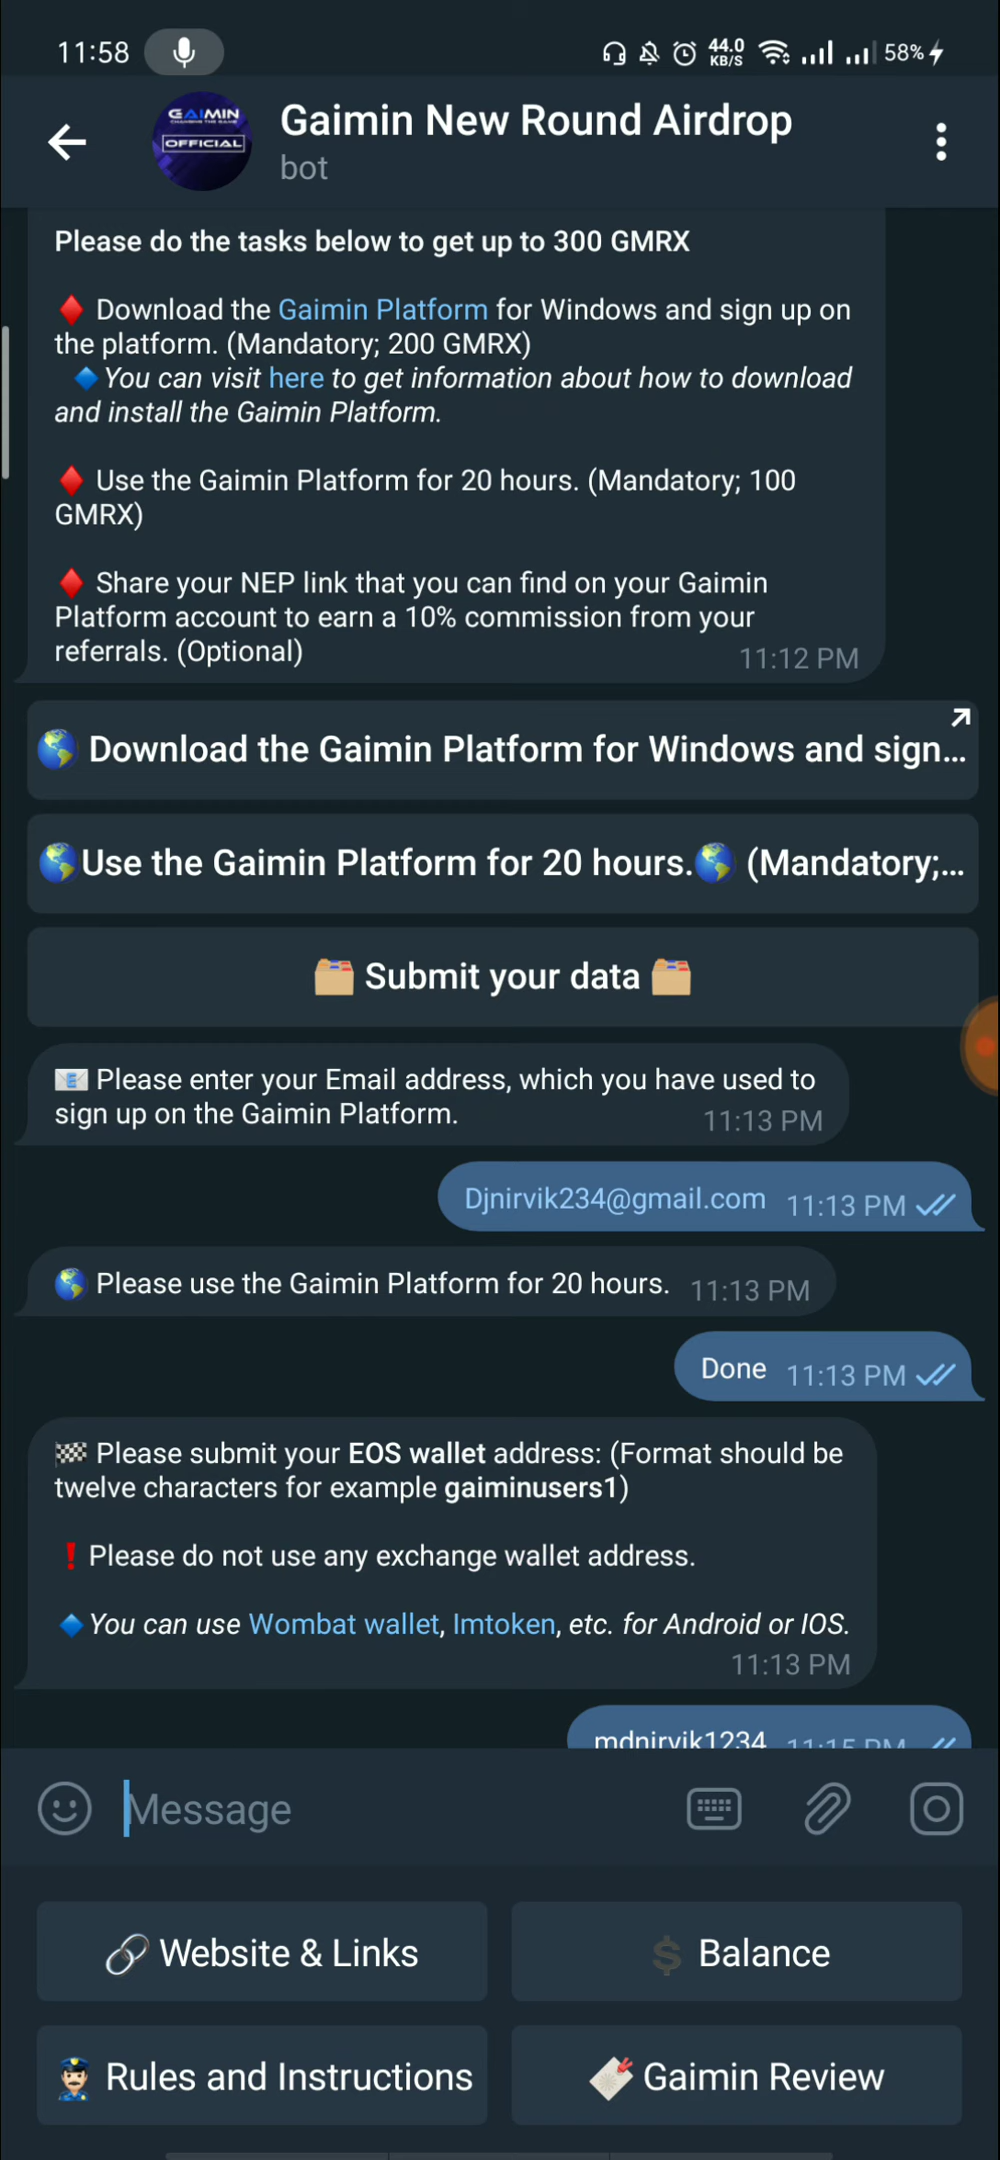 11:58
44.0
KB/S
58%
GAIMIN
OFFICIAL
Gaimin New Round Airdrop
bot
Please do the tasks below to get up to 300 GMRX
Download the Gaimin Platform for Windows and sign up on
the platform. (Mandatory; 200 GMRX)
You can visit here to get information about how to download
and install the Gaimin Platform.
Use the Gaimin Platform for 20 hours. (Mandatory; 100
GMRX)
Share your NEP link that you can find on your Gaimin
Platform account to earn a 10% commission from your
referrals. (Optional)
11:12 PM
Download the Gaimin Platform for Windows and sign...
Use the Gaimin Platform for 20 hours. (Mandatory;...
Submit your data
Please enter your Email address, which you have used to
sign up on the Gaimin Platform.
11:13 PM
Djnirvik234@gmail.com 11:13 PM
Please use the Gaimin Platform for 20 hours. 11:13 PM
Done 11:13 PM
Please submit your EOS wallet address: (Format should be
twelve characters for example gaiminusers1)
Please do not use any exchange wallet address.
You can use Wombat wallet, Imtoken, etc. for Android or IOS.
11:13 PM
mdnirvik1234 11:15 PM
Message
Website & Links
Balance
Rules and Instructions
Gaimin Review